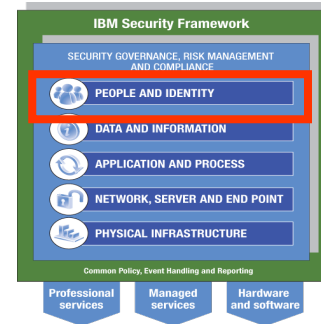 IBM Security Framework
SECURITY GOVERNANCE, RISK MANAGEMENT
AND COMPLIANCE
PEOPLE AND IDENTITY
DATA AND INFORMATION
APPLICATION AND PROCESS
NETWORK, SERVER AND END POINT
PHYSICAL INFRASTRUCTURE
Common Policy, Event Handling and Reporting
Professional
services
Managed
services
Hardware
and software